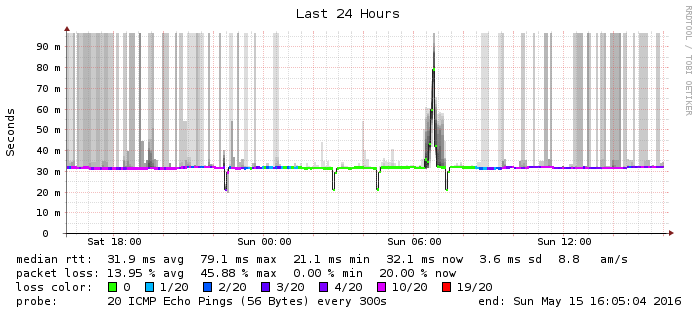 Last 24 Hours
RRDTOOL / TOBI OETIKER
Seconds
90 m
80 m
70 m
60 m
50 m
40 m
30 m
20 m
10 m
0
Sat 18:00 Sun 00:00 Sun 06:00 Sun 12:00
median rtt: 31.9 ms avg 79.1 ms max 21.1 ms min 32.1 ms now 3.6 ms sd 8.8 am/s
packet loss: 13.95 % avg 45.88 % max 0.00 % min 20.00 % now
loss color: 0 1/20 2/20 3/20 4/20 10/20 19/20
probe: 20 ICMP Echo Pings (56 Bytes) every 300s end: Sun May 15 16:05:04 2016